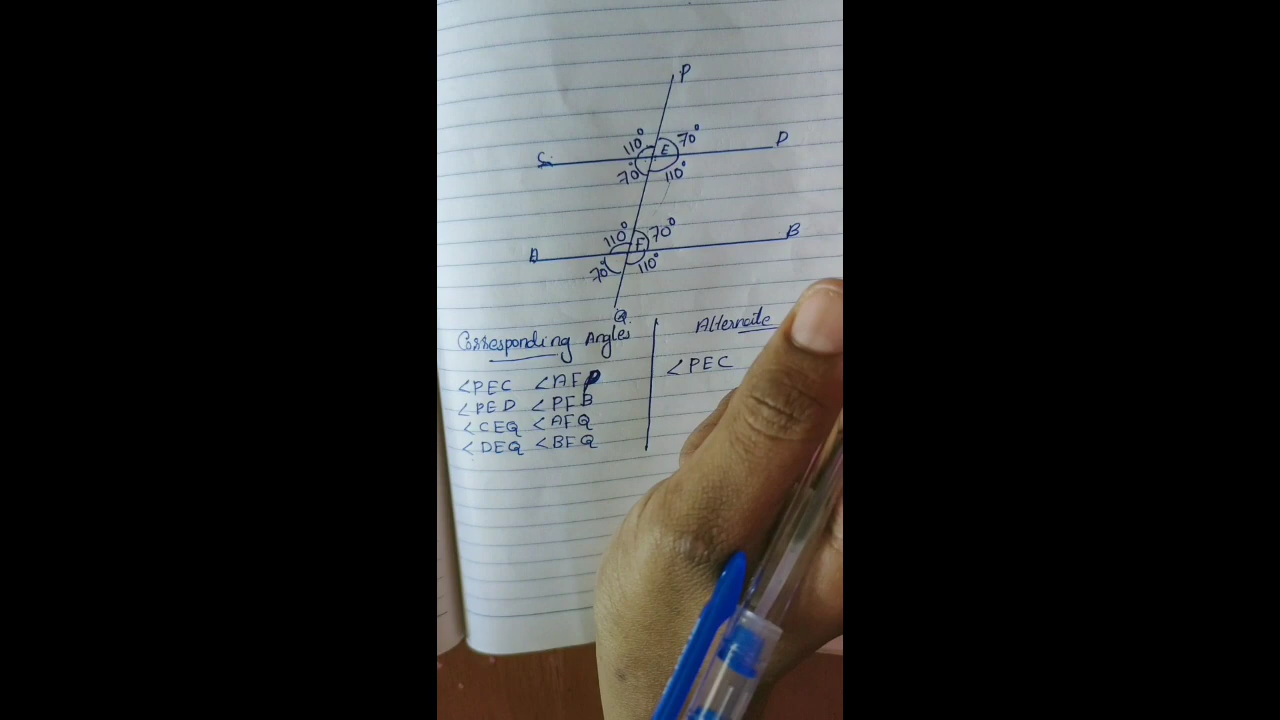 P
110° 70°
C E D
70° 110°
110° 70° B
A F
70° 110°
Q
Corresponding Angles
∠PEC ∠AFP
∠PED ∠PFB
∠CEQ ∠AFQ
∠DEQ ∠BFQ
Alternate
∠PEC